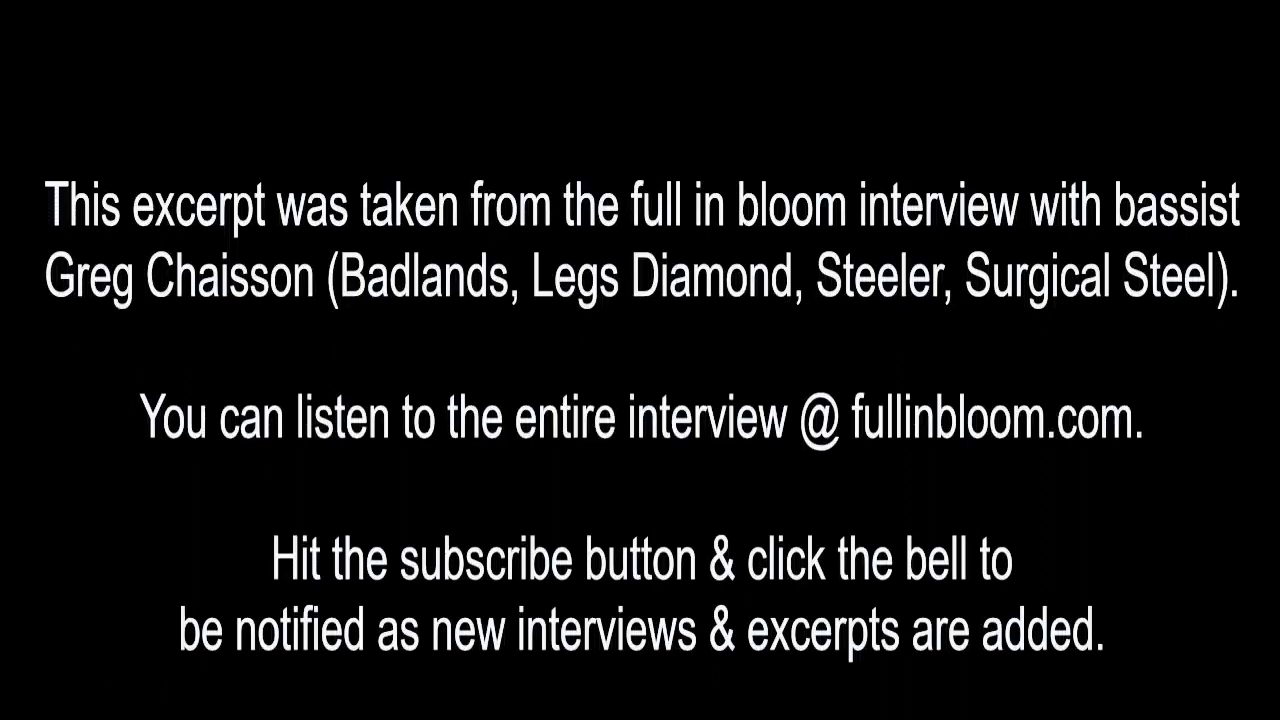 This excerpt was taken from the full in bloom interview with bassist
Greg Chaisson (Badlands, Legs Diamond, Steeler, Surgical Steel).
You can listen to the entire interview @ fullinbloom.com.
Hit the subscribe button & click the bell to
be notified as new interviews & excerpts are added.